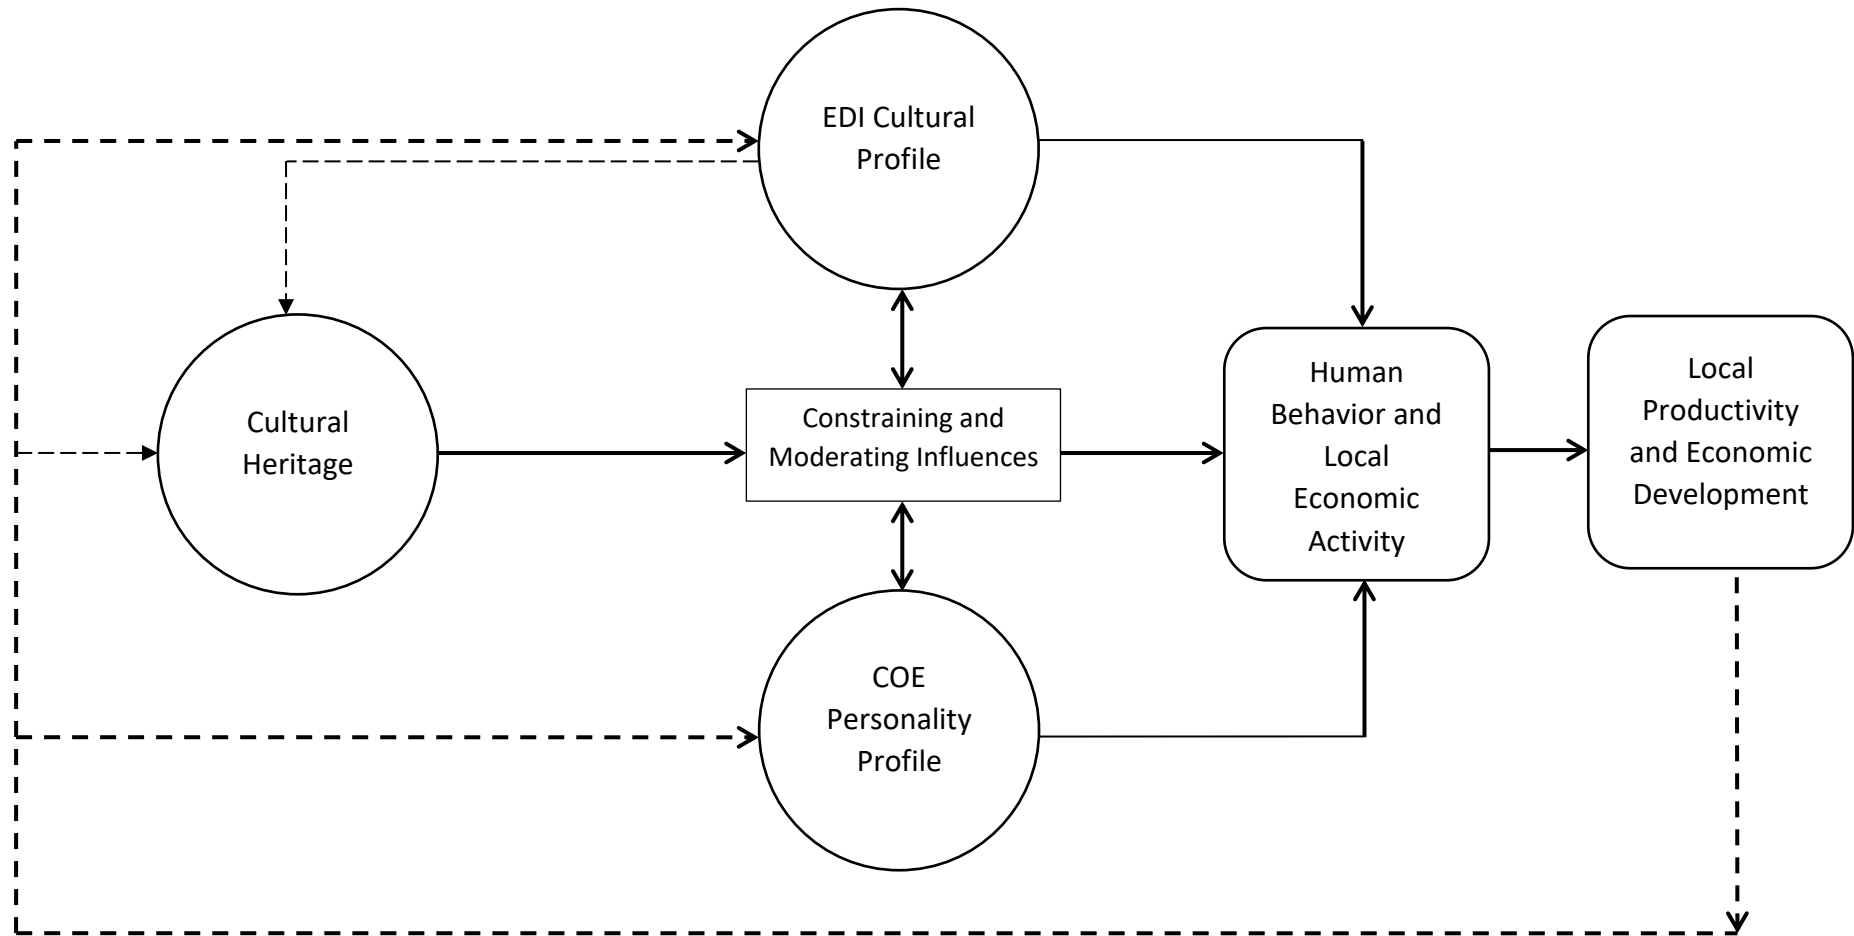 EDI Cultural
Profile
Cultural
Heritage
Constraining and
Moderating Influences
Human
Behavior and
Local
Economic
Activity
Local
Productivity
and Economic
Development
COE
Personality
Profile